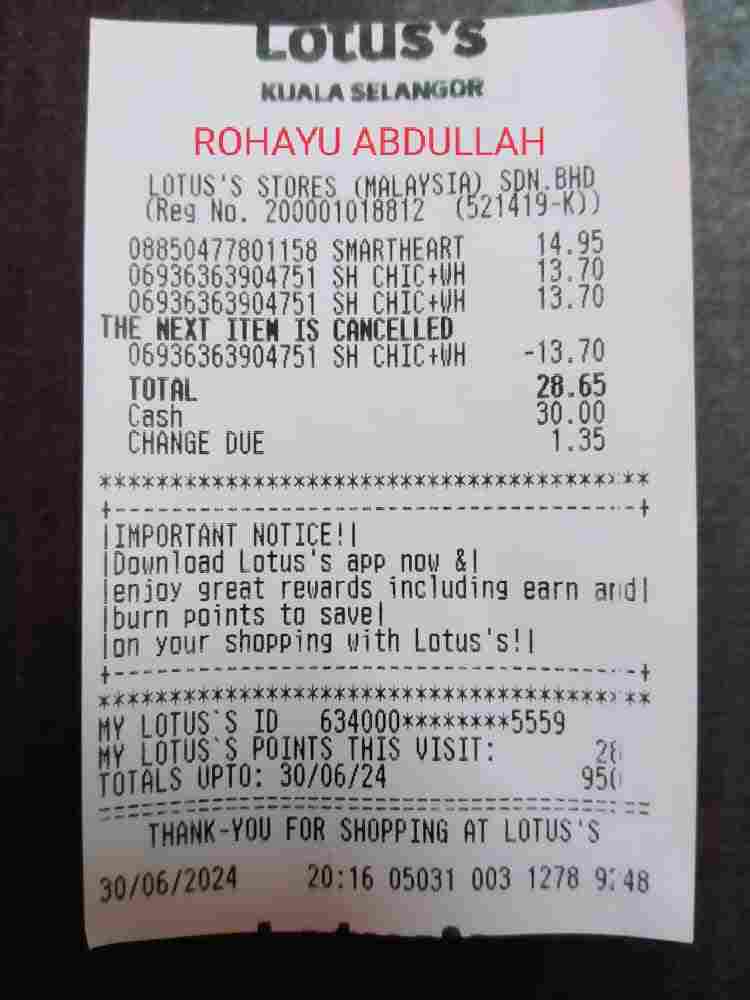 Lotus's
KUALA SELANGOR
ROHAYU ABDULLAH
LOTUS'S STORES (MALAYSIA) SDN.BHD
(Reg No. 200001018812 (521419-K))
08850477801158 SMARTHEART 14.95
06936363904751 SH CHIC+WH 13.70
06936363904751 SH CHIC+WH 13.70
THE NEXT ITEM IS CANCELLED
06936363904751 SH CHIC+WH -13.70
TOTAL 28.65
Cash 30.00
CHANGE DUE 1.35
|IMPORTANT NOTICE!|
|Download Lotus's app now &|
|enjoy great rewards including earn and|
|burn points to save|
|on your shopping with Lotus's!|
MY LOTUS`S ID 634000********5559
MY LOTUS`S POINTS THIS VISIT: 28
TOTALS UPTO: 30/06/24
THANK-YOU FOR SHOPPING AT LOTUS'S
30/06/2024 20:16 05031 003 1278